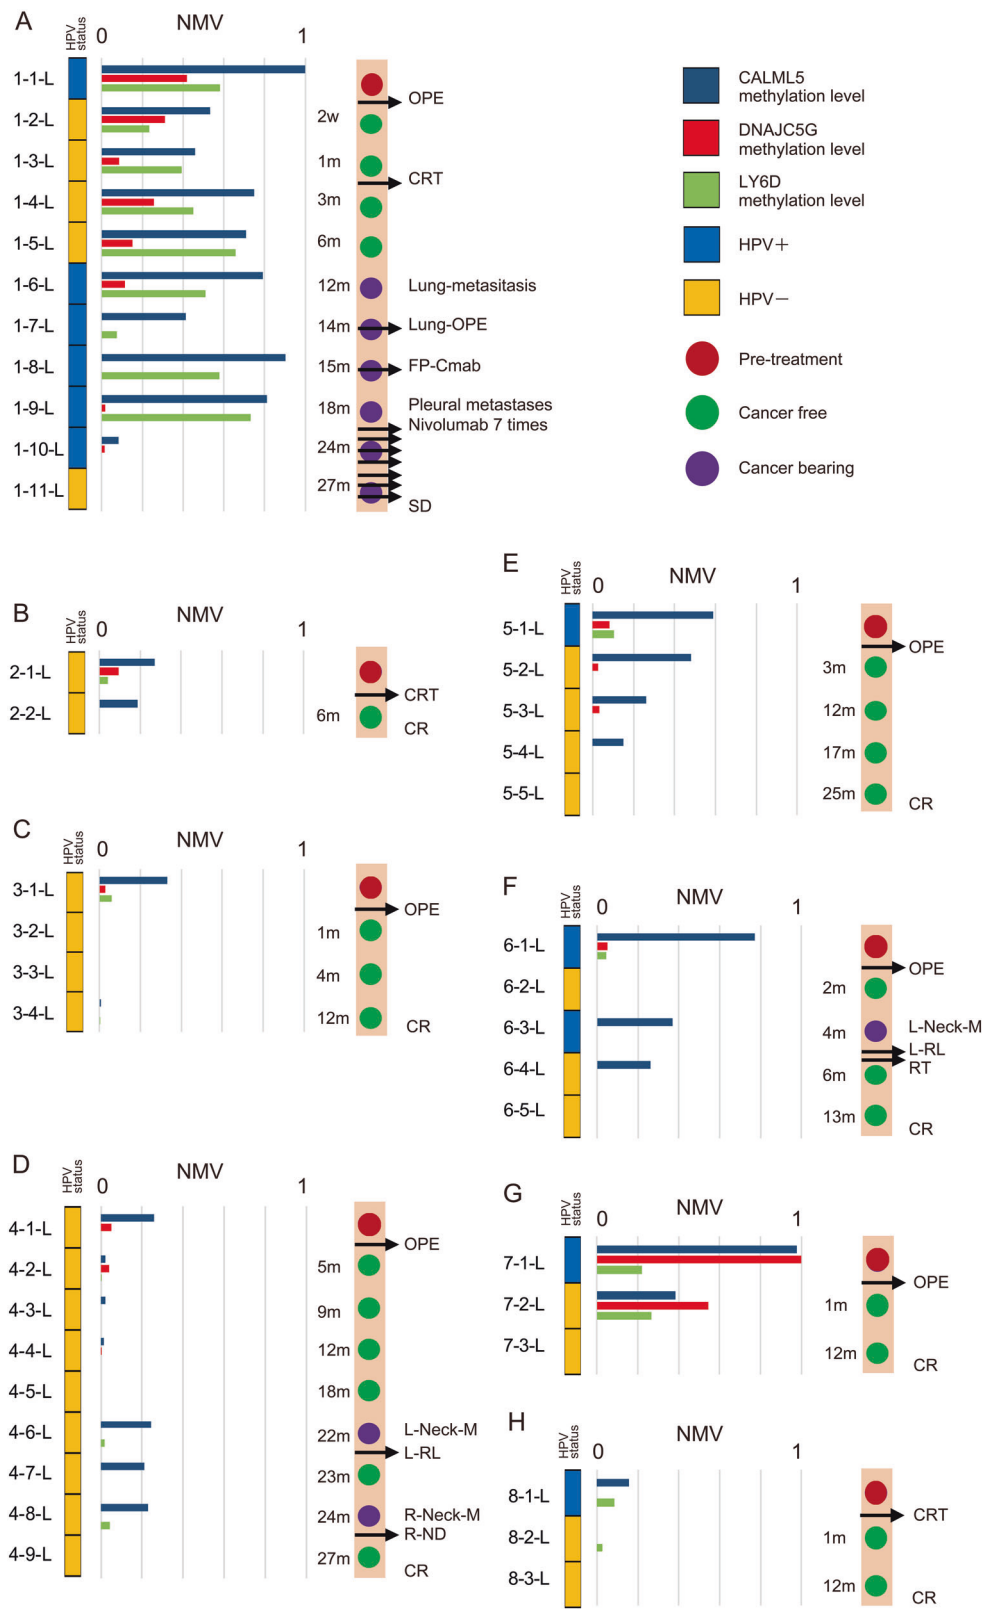 A
HPV
status
0
NMV
1
1-1-L
1-2-L
1-3-L
1-4-L
1-5-L
1-6-L
1-7-L
1-8-L
1-9-L
1-10-L
1-11-L
OPE
2w
1m
CRT
3m
6m
12m Lung-metasitasis
14m Lung-OPE
15m FP-Cmab
18m Pleural metastases
Nivolumab 7 times
24m
27m
SD
CALML5
methylation level
DNAJC5G
methylation level
LY6D
methylation level
HPV+
HPV−
Pre-treatment
Cancer free
Cancer bearing
B
HPV
status
0
NMV
1
2-1-L
2-2-L
CRT
6m
CR
C
HPV
status
0
NMV
1
3-1-L
3-2-L
3-3-L
3-4-L
OPE
1m
4m
12m
CR
D
HPV
status
0
NMV
1
4-1-L
4-2-L
4-3-L
4-4-L
4-5-L
4-6-L
4-7-L
4-8-L
4-9-L
OPE
5m
9m
12m
18m
22m L-Neck-M
L-RL
23m
24m R-Neck-M
R-ND
27m
CR
E
HPV
status
0
NMV
1
5-1-L
5-2-L
5-3-L
5-4-L
5-5-L
OPE
3m
12m
17m
25m CR
F
HPV
status
0
NMV
1
6-1-L
6-2-L
6-3-L
6-4-L
6-5-L
OPE
2m
4m L-Neck-M
L-RL
RT
6m
13m
CR
G
HPV
status
0
NMV
1
7-1-L
7-2-L
7-3-L
OPE
1m
12m
CR
H
HPV
status
0
NMV
1
8-1-L
8-2-L
8-3-L
CRT
1m
12m
CR